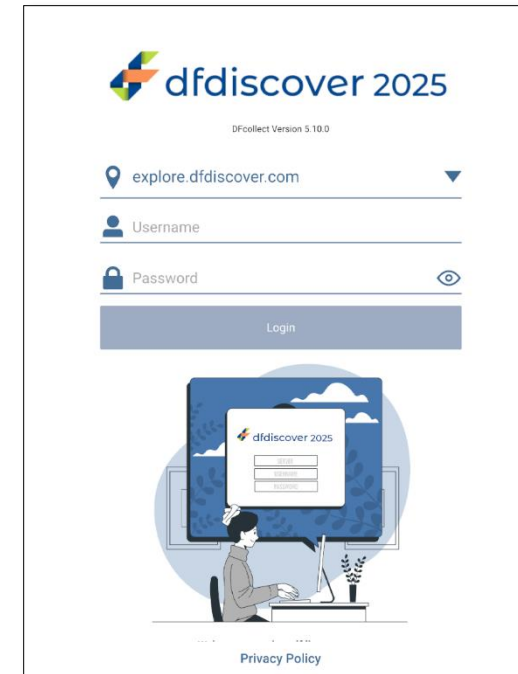 dfdiscover 2025
DFcollect Version 5.10.0
explore.dfdiscover.com
Username
Password
Login
dfdiscover 2025
Privacy Policy